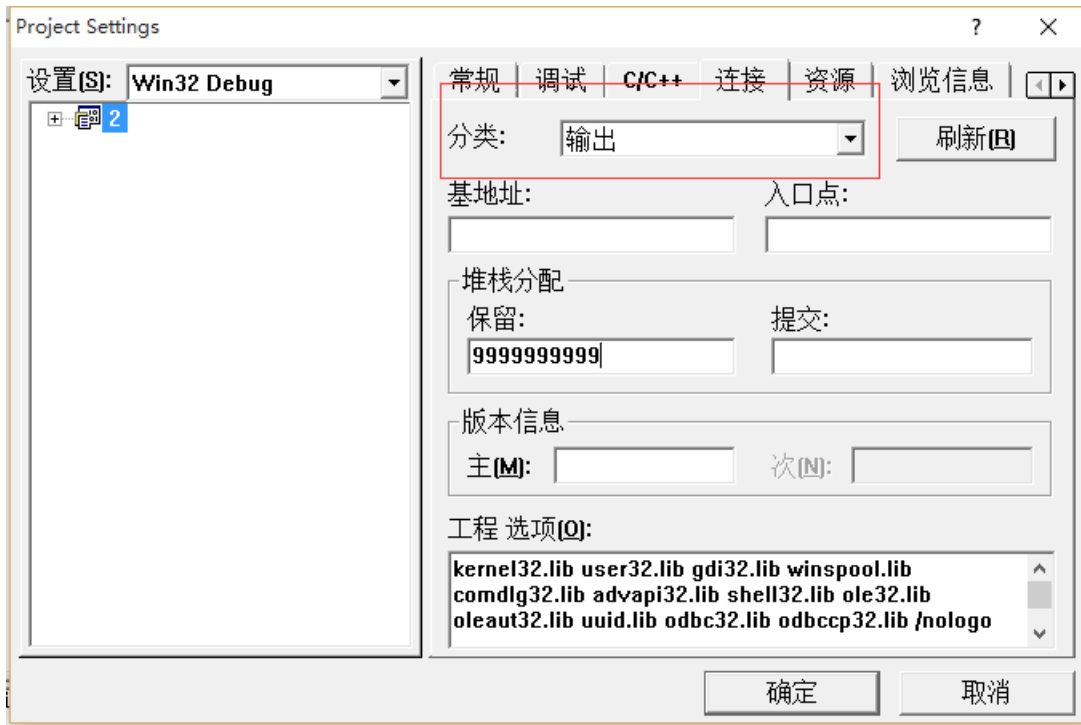 Project Settings
设置(S): Win32 Debug
2
常规 调试 C/C++ 连接 资源 浏览信息
分类: 输出 刷新(R)
基地址: 入口点:
堆栈分配
保留: 提交:
9999999999
版本信息
主(M): 次(N):
工程 选项(O):
kernel32.lib user32.lib gdi32.lib winspool.lib
comdlg32.lib advapi32.lib shell32.lib ole32.lib
oleaut32.lib uuid.lib odbc32.lib odbccp32.lib /nologo
确定 取消